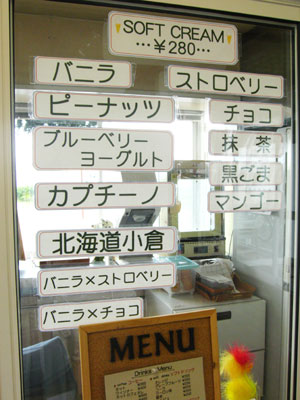 SOFT CREAM
…¥280…
バニラ
ストロベリー
ピーナッツ
チョコ
ブルーベリー
ヨーグルト
抹茶
黒ごま
カプチーノ
マンゴー
北海道小倉
バニラ×ストロベリー
バニラ×チョコ
MENU
Drink Menu